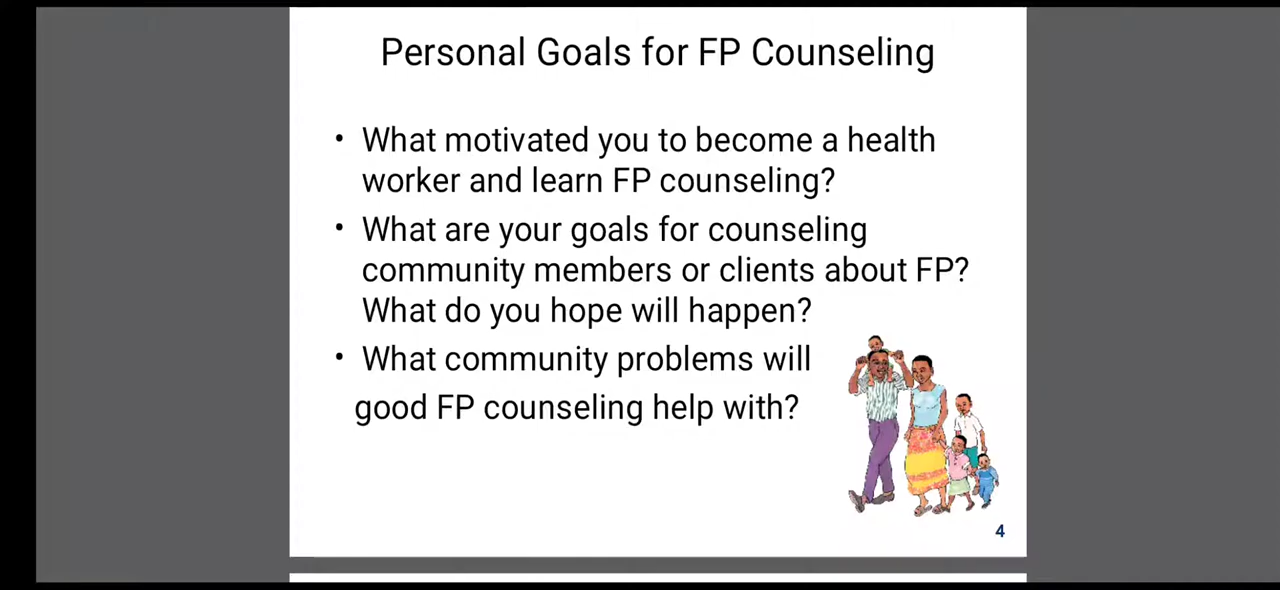 Personal Goals for FP Counseling
• What motivated you to become a health
worker and learn FP counseling?
• What are your goals for counseling
community members or clients about FP?
What do you hope will happen?
• What community problems will
good FP counseling help with?
4